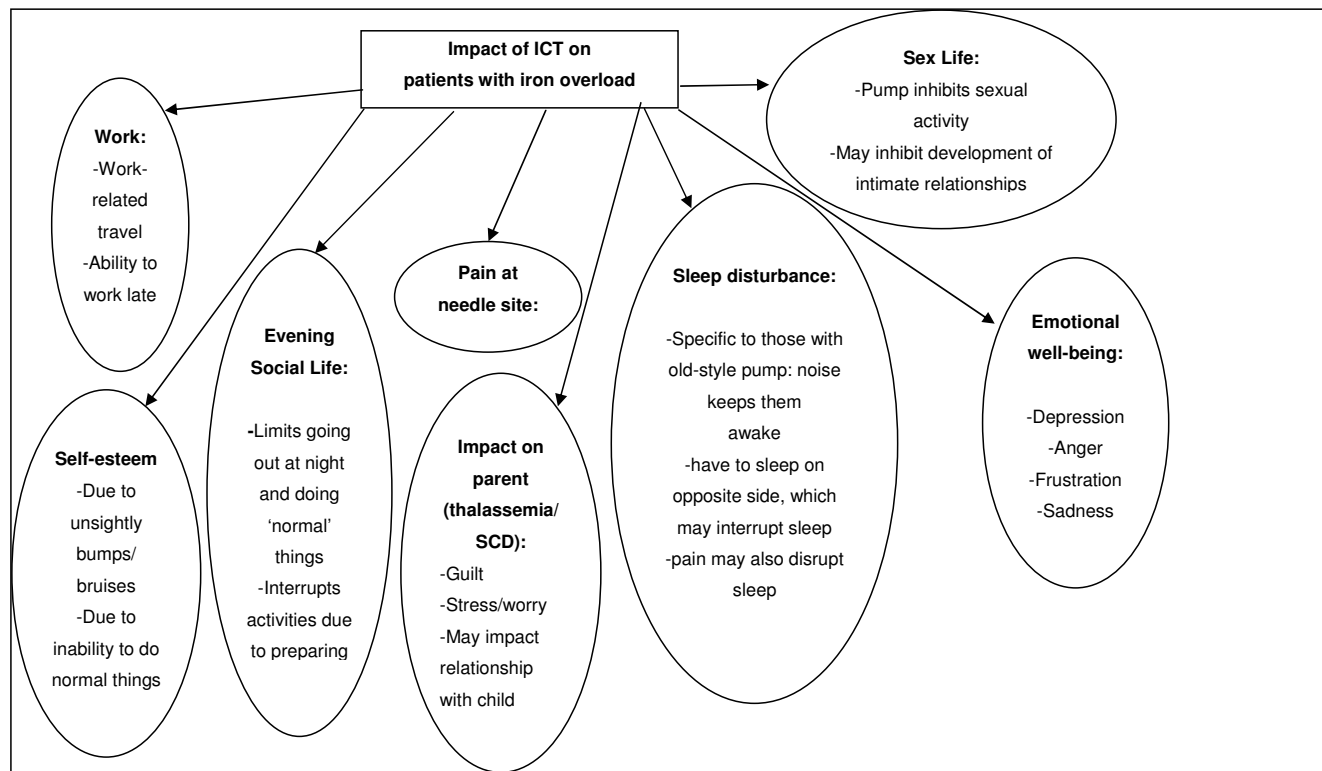 Impact of ICT on
patients with iron overload
Sex Life:
-Pump inhibits sexual
activity
-May inhibit development of
intimate relationships
Work:
-Work-
related
travel
-Ability to
work late
Pain at
needle site:
Sleep disturbance:
-Specific to those with
old-style pump: noise
keeps them
awake
-have to sleep on
opposite side, which
may interrupt sleep
-pain may also disrupt
sleep
Emotional
well-being:
-Depression
-Anger
-Frustration
-Sadness
Evening
Social Life:
-Limits going
out at night
and doing
‘normal’
things
-Interrupts
activities due
to preparing
Self-esteem
-Due to
unsightly
bumps/
bruises
-Due to
inability to do
normal things
Impact on
parent
(thalassemia/
SCD):
-Guilt
-Stress/worry
-May impact
relationship
with child